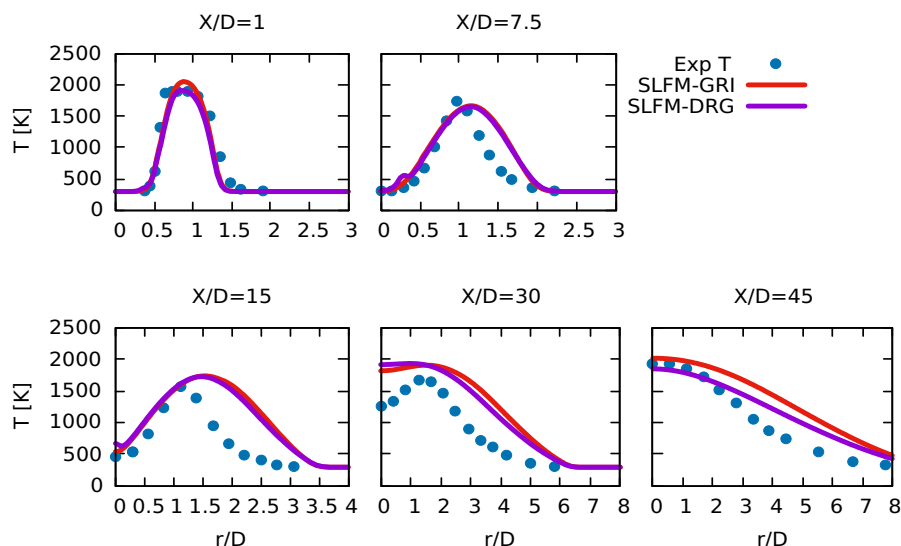 X/D=1
X/D=7.5
2500
2000
1500
1000
500
0
T [K]
0 0.5 1 1.5 2 2.5 3
0 0.5 1 1.5 2 2.5 3
Exp T
SLFM-GRI
SLFM-DRG
X/D=15
X/D=30
X/D=45
2500
2000
1500
1000
500
0
T [K]
0 0.5 1 1.5 2 2.5 3 3.5 4
0 1 2 3 4 5 6 7 8
0 1 2 3 4 5 6 7 8
r/D
r/D
r/D